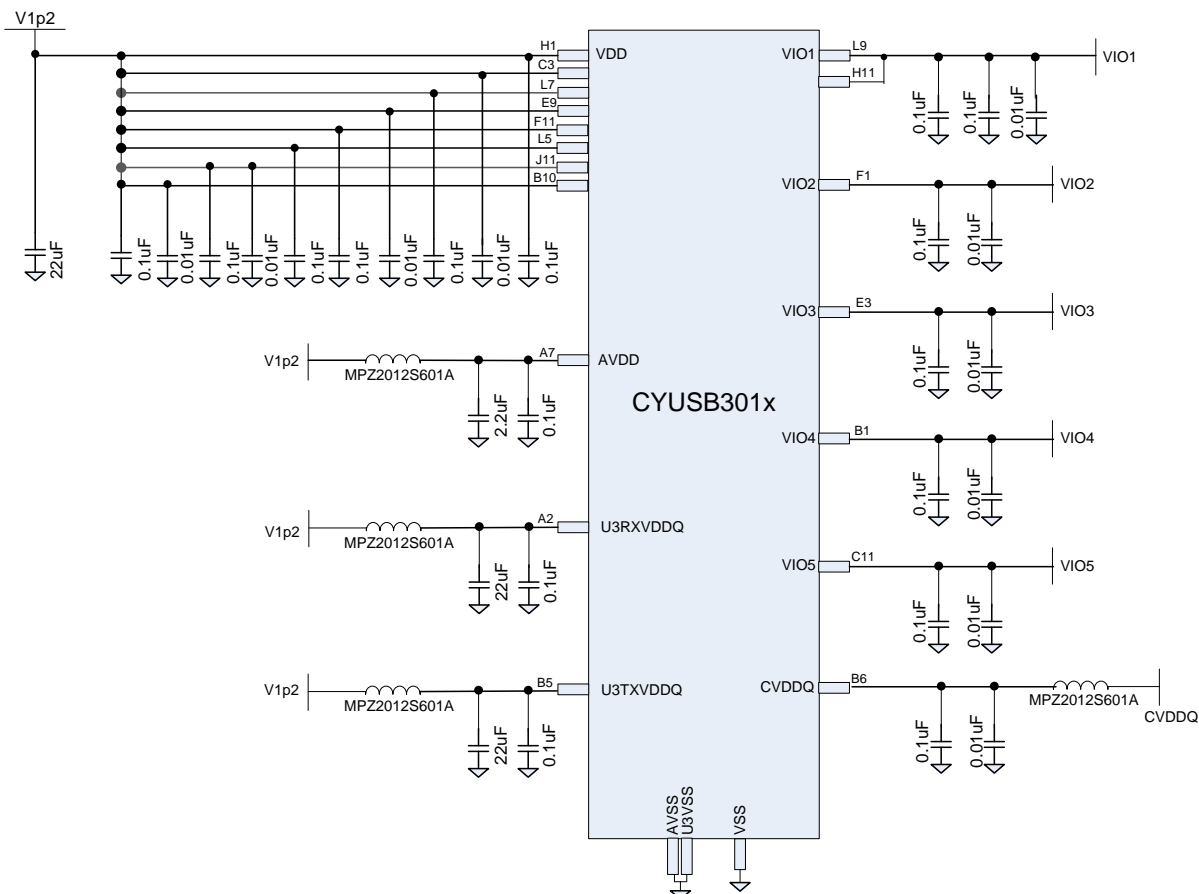 V1p2
H1
VDD
C3
L7
E9
F11
L5
J11
B10
22uF
0.1uF
0.01uF
0.1uF
0.01uF
0.1uF
0.1uF
0.01uF
0.1uF
0.01uF
0.1uF
V1p2
MPZ2012S601A
A7
AVDD
2.2uF
0.1uF
V1p2
MPZ2012S601A
A2
U3RXVDDQ
22uF
0.1uF
V1p2
MPZ2012S601A
B5
U3TXVDDQ
22uF
0.1uF
CYUSB301x
VIO1
L9
H11
VIO1
0.1uF
0.1uF
0.01uF
VIO2
F1
VIO2
0.1uF
0.01uF
VIO3
E3
VIO3
0.1uF
0.01uF
VIO4
B1
VIO4
0.1uF
0.01uF
VIO5
C11
VIO5
0.1uF
0.01uF
CVDDQ
B6
MPZ2012S601A
CVDDQ
0.1uF
0.01uF
AVSS
U3VSS
VSS